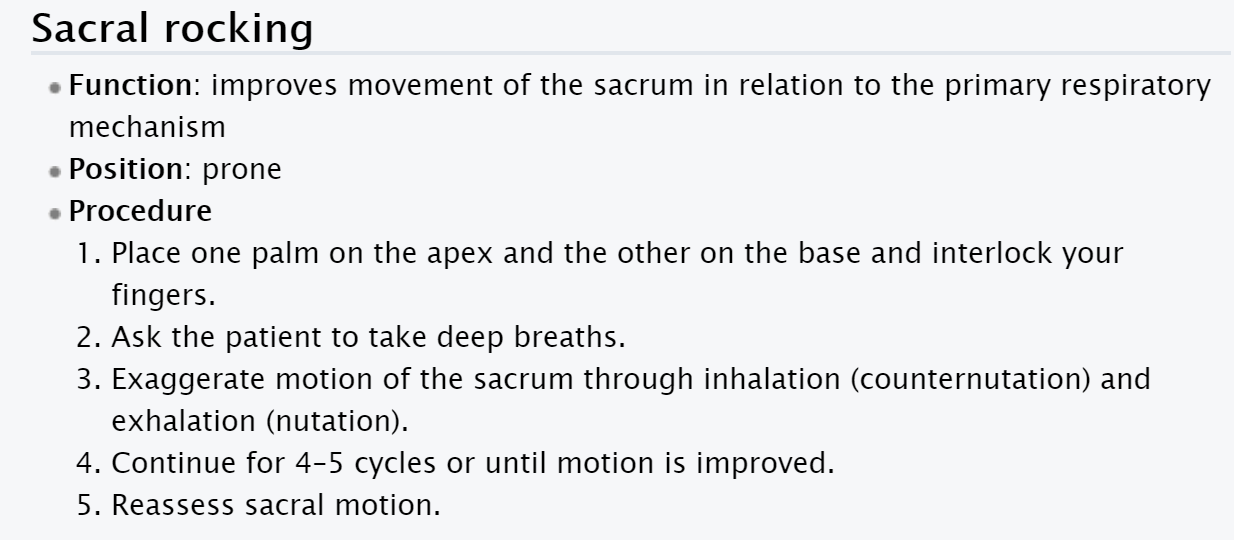 Sacral rocking
Function: improves movement of the sacrum in relation to the primary respiratory
mechanism
Position: prone
Procedure
1. Place one palm on the apex and the other on the base and interlock your
fingers.
2. Ask the patient to take deep breaths.
3. Exaggerate motion of the sacrum through inhalation (counternutation) and
exhalation (nutation).
4. Continue for 4–5 cycles or until motion is improved.
5. Reassess sacral motion.